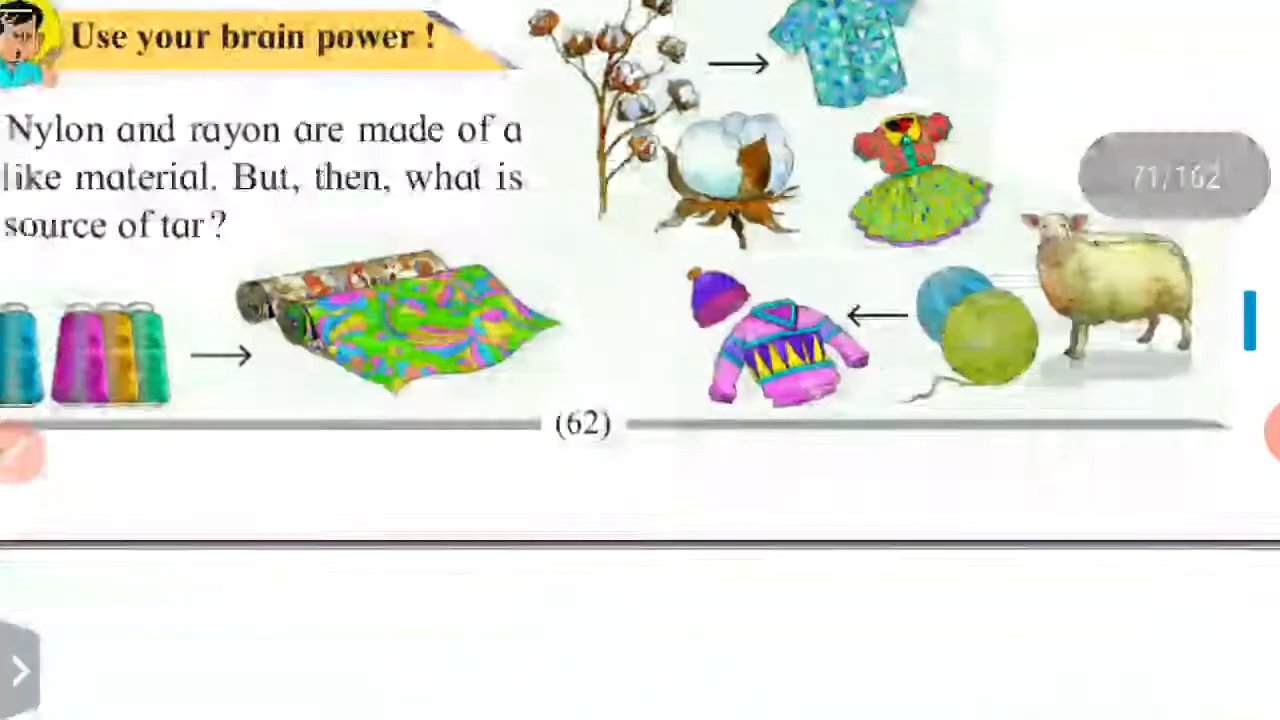 Use your brain power !
Nylon and rayon are made of a
like material. But, then, what is
source of tar?
71/162
(62)